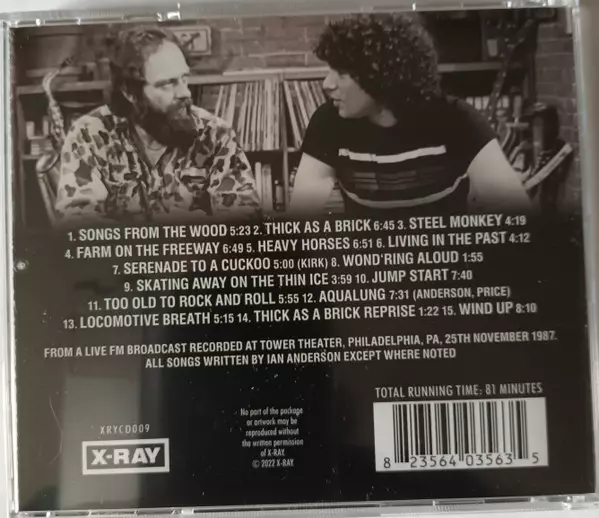 1. SONGS FROM THE WOOD 5:23 2. THICK AS A BRICK 6:45 3. STEEL MONKEY 4:19
4. FARM ON THE FREEWAY 6:49 5. HEAVY HORSES 6:51 6. LIVING IN THE PAST 4:12
7. SERENADE TO A CUCKOO 5:00 (KIRK) 8. WOND'RING ALOUD 1:55
9. SKATING AWAY ON THE THIN ICE 3:59 10. JUMP START 7:40
11. TOO OLD TO ROCK AND ROLL 5:55 12. AQUALUNG 7:31 (ANDERSON, PRICE)
13. LOCOMOTIVE BREATH 5:15 14. THICK AS A BRICK REPRISE 1:22 15. WIND UP 8:10
FROM A LIVE FM BROADCAST RECORDED AT TOWER THEATER, PHILADELPHIA, PA, 25TH NOVEMBER 1987.
ALL SONGS WRITTEN BY IAN ANDERSON EXCEPT WHERE NOTED
XRYCD009
X-RAY
No part of the package
or artwork may be
reproduced without
the written permission
of X-RAY.
© 2022 X-RAY
TOTAL RUNNING TIME: 81 MINUTES
8 23564 03563 5